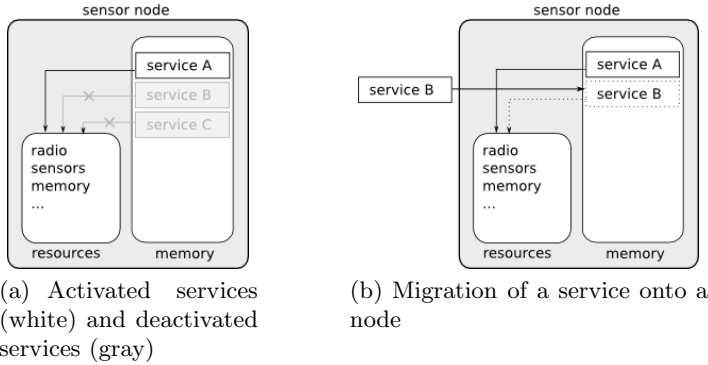 sensor node
service A
service B
service C
radio
sensors
memory
...
resources
memory
(a) Activated services
(white) and deactivated
services (gray)
sensor node
service B
service A
service B
radio
sensors
memory
...
resources
memory
(b) Migration of a service onto a
node